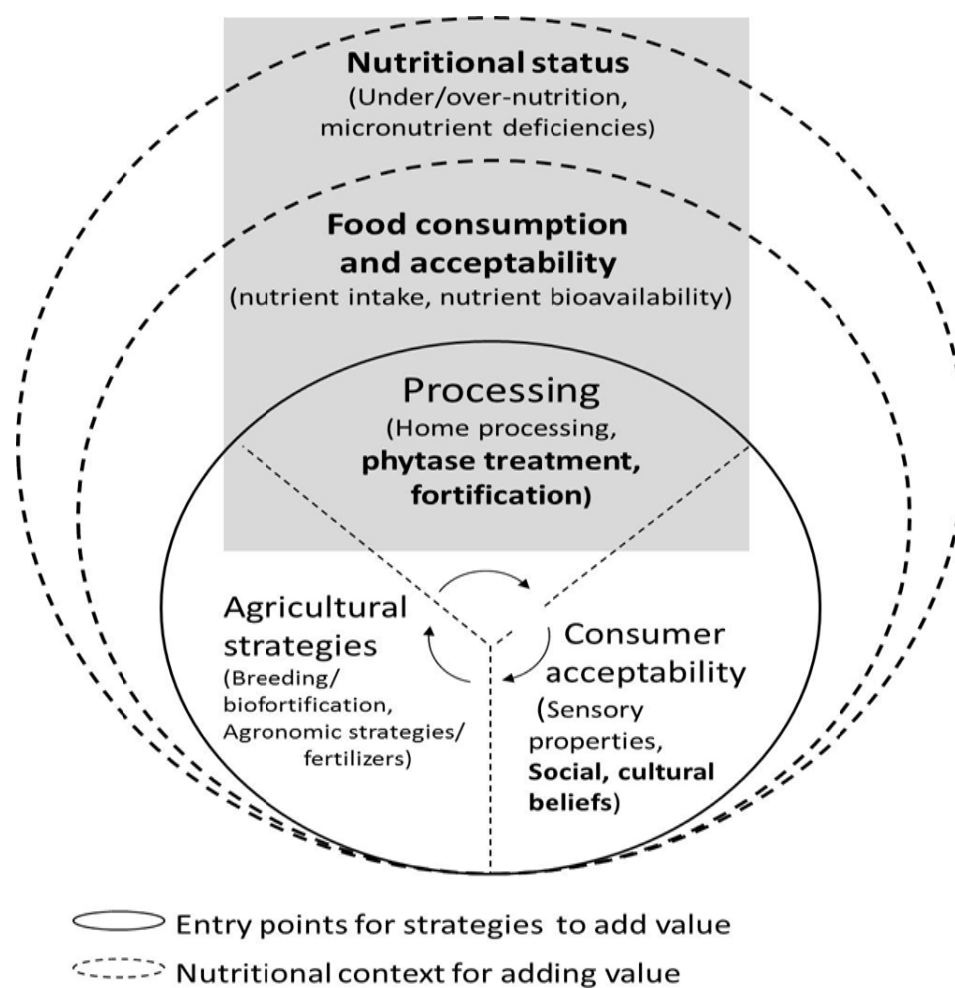 Nutritional status
(Under/over-nutrition,
micronutrient deficiencies)
Food consumption
and acceptability
(nutrient intake, nutrient bioavailability)
Processing
(Home processing,
phytase treatment,
fortification)
Agricultural
strategies
(Breeding/
biofortification,
Agronomic strategies/
fertilizers)
Consumer
acceptability
(Sensory
properties,
Social, cultural
beliefs)
Entry points for strategies to add value
Nutritional context for adding value